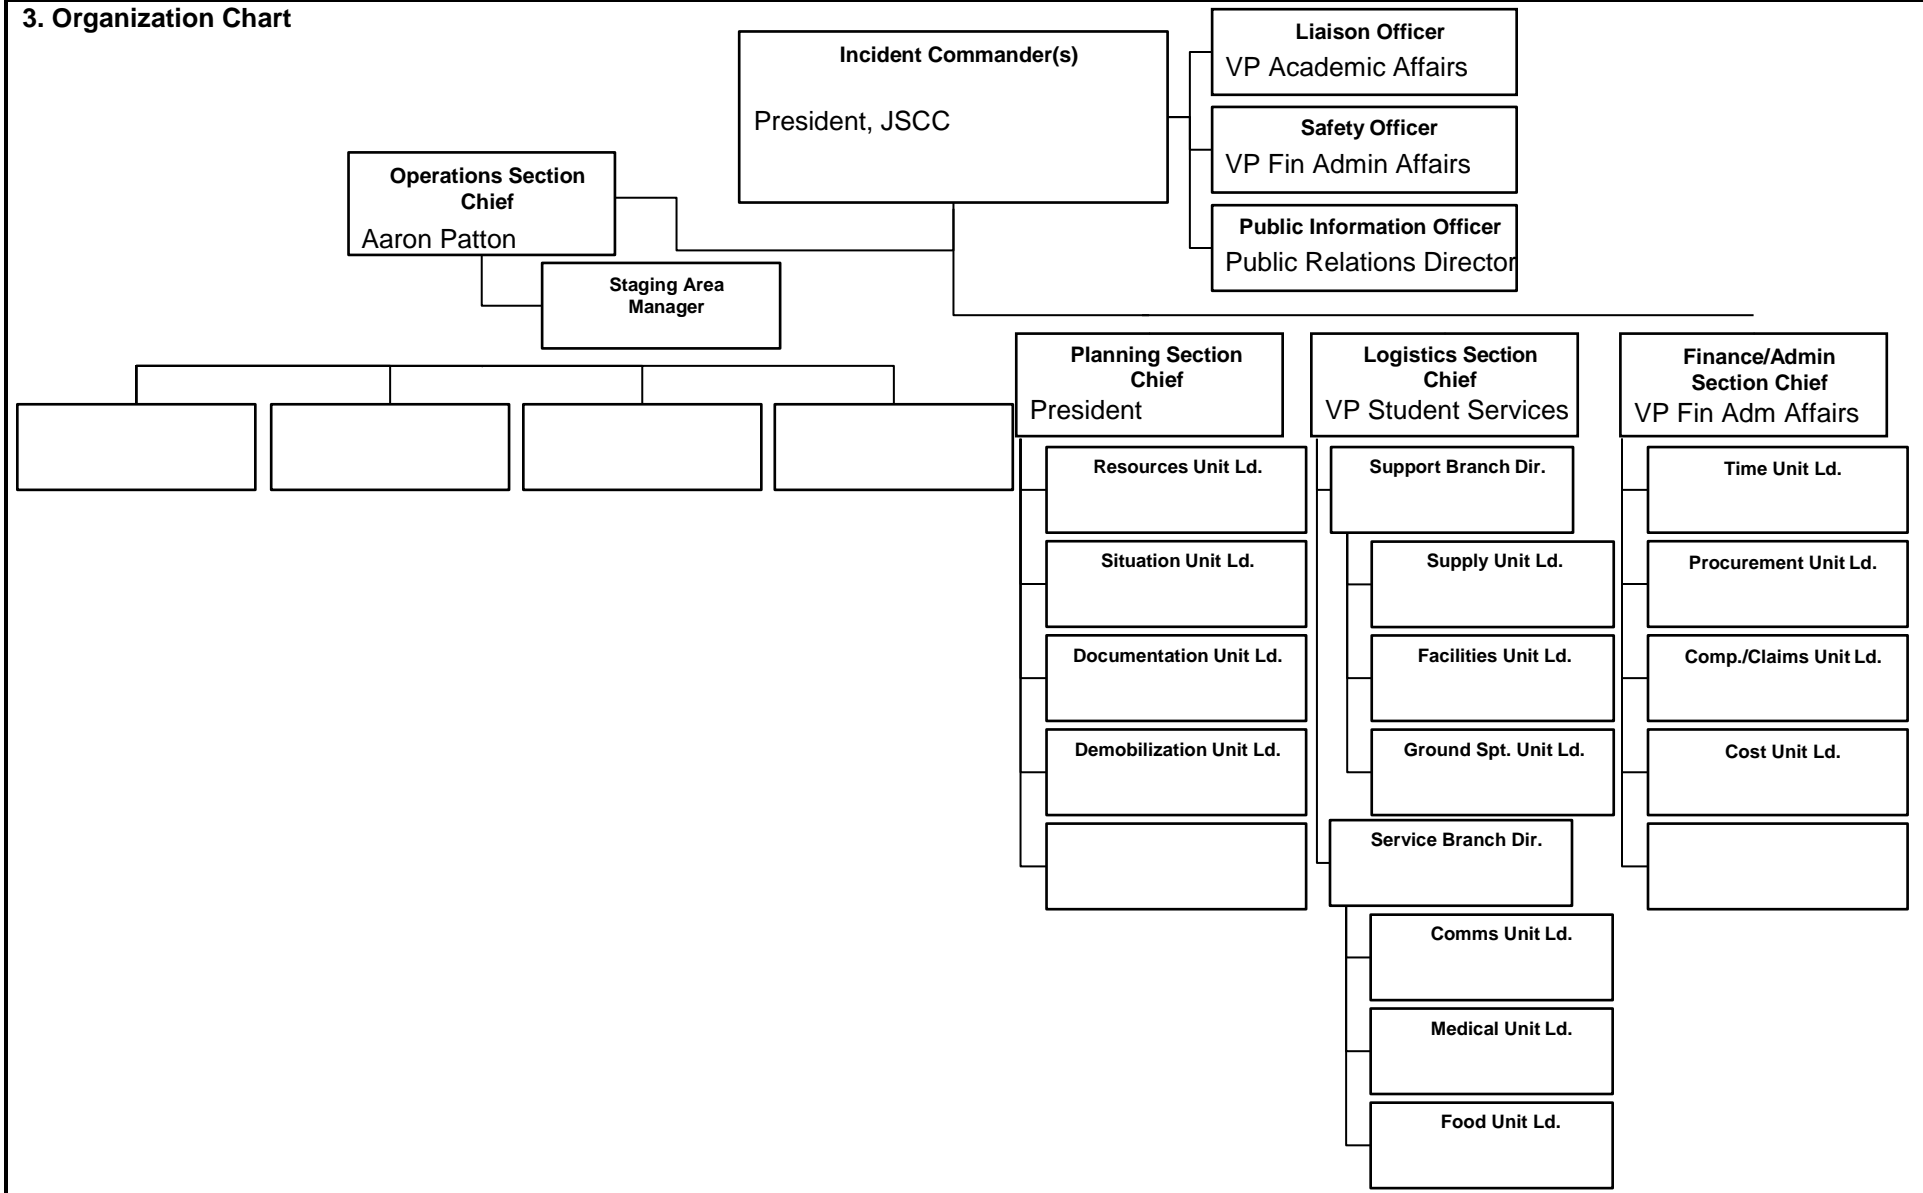 3. Organization Chart
Incident Commander(s)
President, JSCC
Liaison Officer
VP Academic Affairs
Safety Officer
VP Fin Admin Affairs
Public Information Officer
Public Relations Director
Operations Section
Chief
Aaron Patton
Staging Area
Manager
Planning Section
Chief
President
Resources Unit Ld.
Situation Unit Ld.
Documentation Unit Ld.
Demobilization Unit Ld.
Logistics Section
Chief
VP Student Services
Support Branch Dir.
Supply Unit Ld.
Facilities Unit Ld.
Ground Spt. Unit Ld.
Service Branch Dir.
Comms Unit Ld.
Medical Unit Ld.
Food Unit Ld.
Finance/Admin
Section Chief
VP Fin Adm Affairs
Time Unit Ld.
Procurement Unit Ld.
Comp./Claims Unit Ld.
Cost Unit Ld.